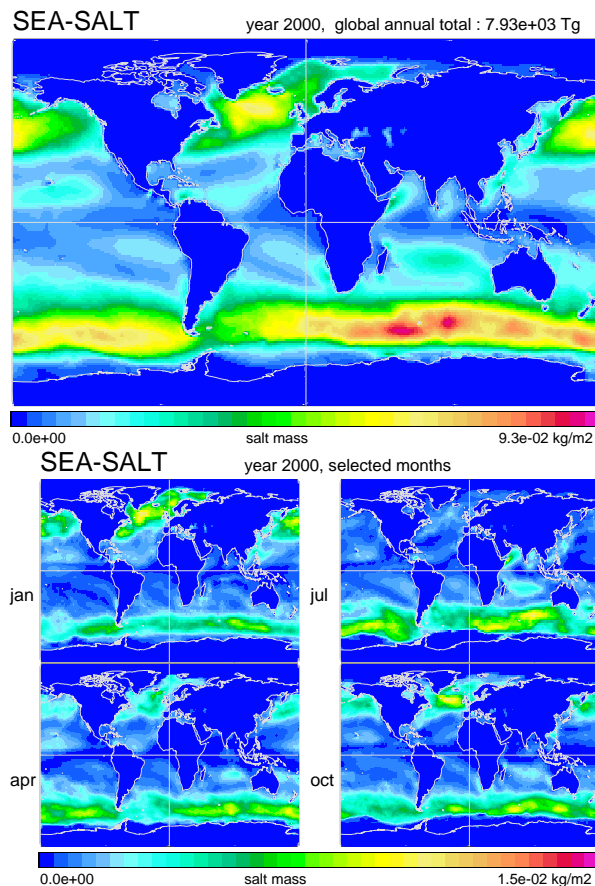 SEA-SALT year 2000, global annual total : 7.93e+03 Tg
0.0e+00 salt mass 9.3e-02 kg/m2
SEA-SALT year 2000, selected months
jan jul
apr oct
0.0e+00 salt mass 1.5e-02 kg/m2